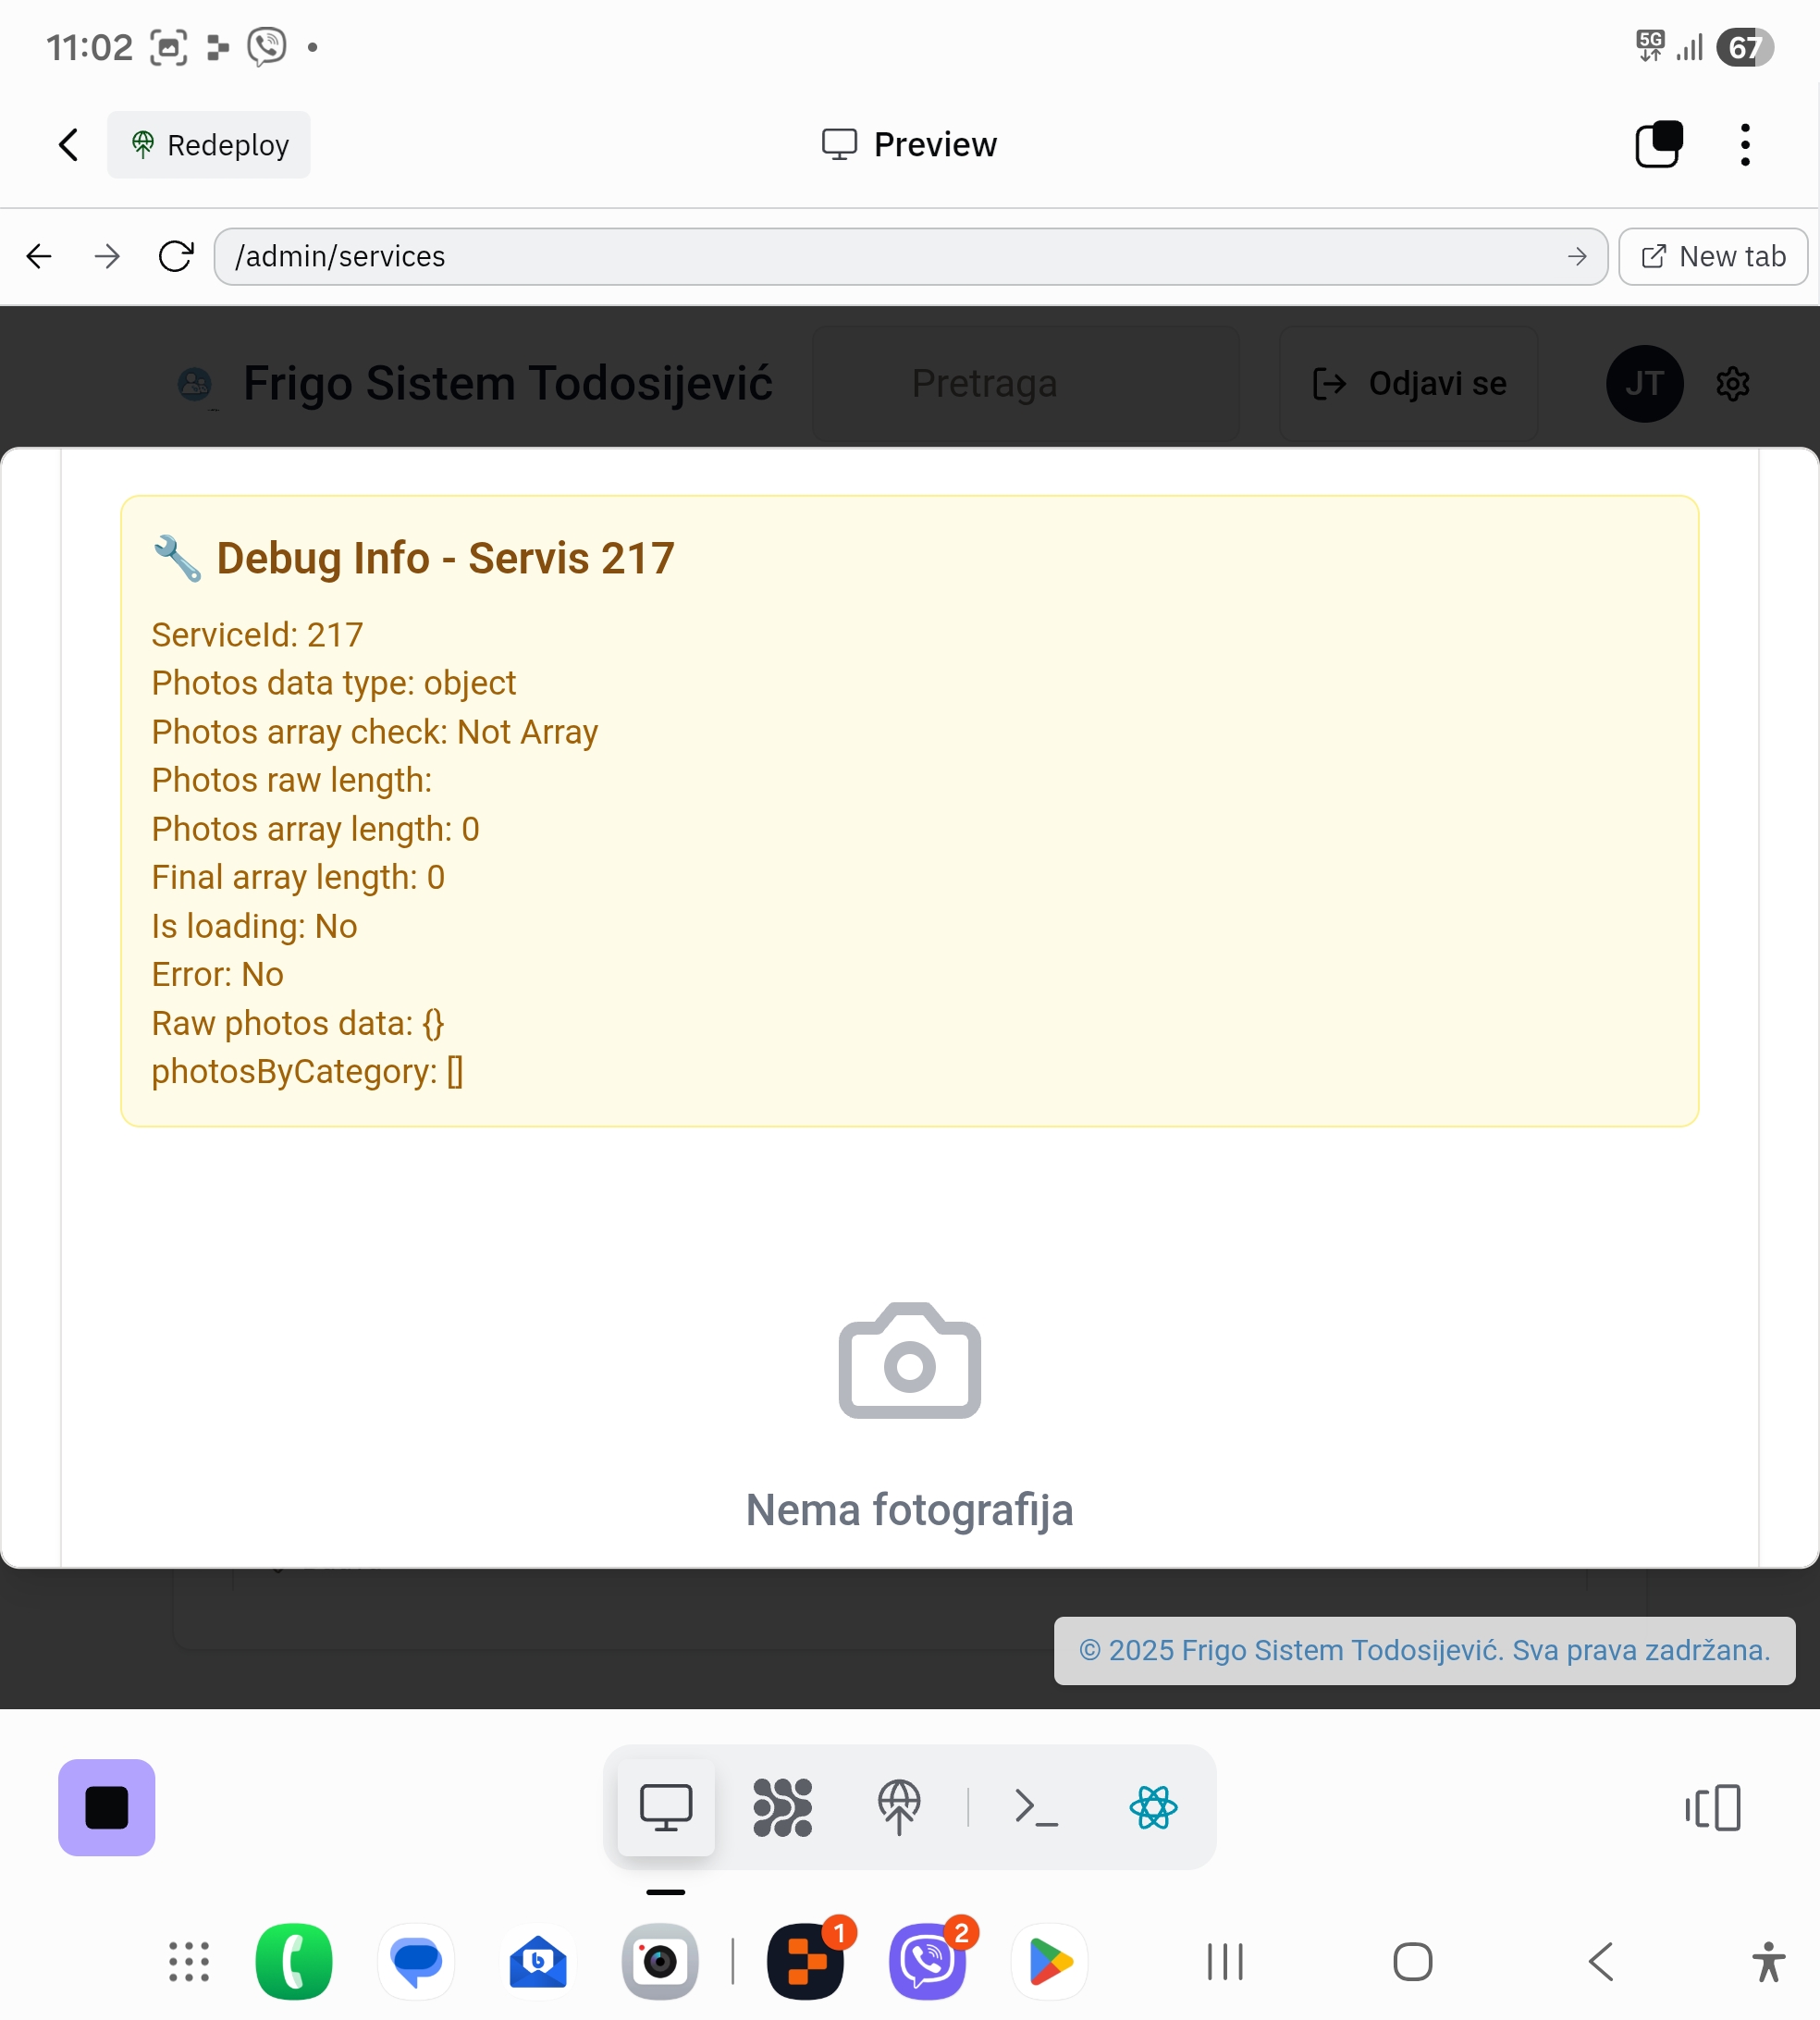 11:02
5G
67
Redeploy
Preview
/admin/services
New tab
Frigo Sistem Todosijević
Pretraga
Odjavi se
JT
🔧 Debug Info - Servis 217
ServiceId: 217
Photos data type: object
Photos array check: Not Array
Photos raw length:
Photos array length: 0
Final array length: 0
Is loading: No
Error: No
Raw photos data: {}
photosByCategory: []
Nema fotografija
© 2025 Frigo Sistem Todosijević. Sva prava zadržana.
1
2